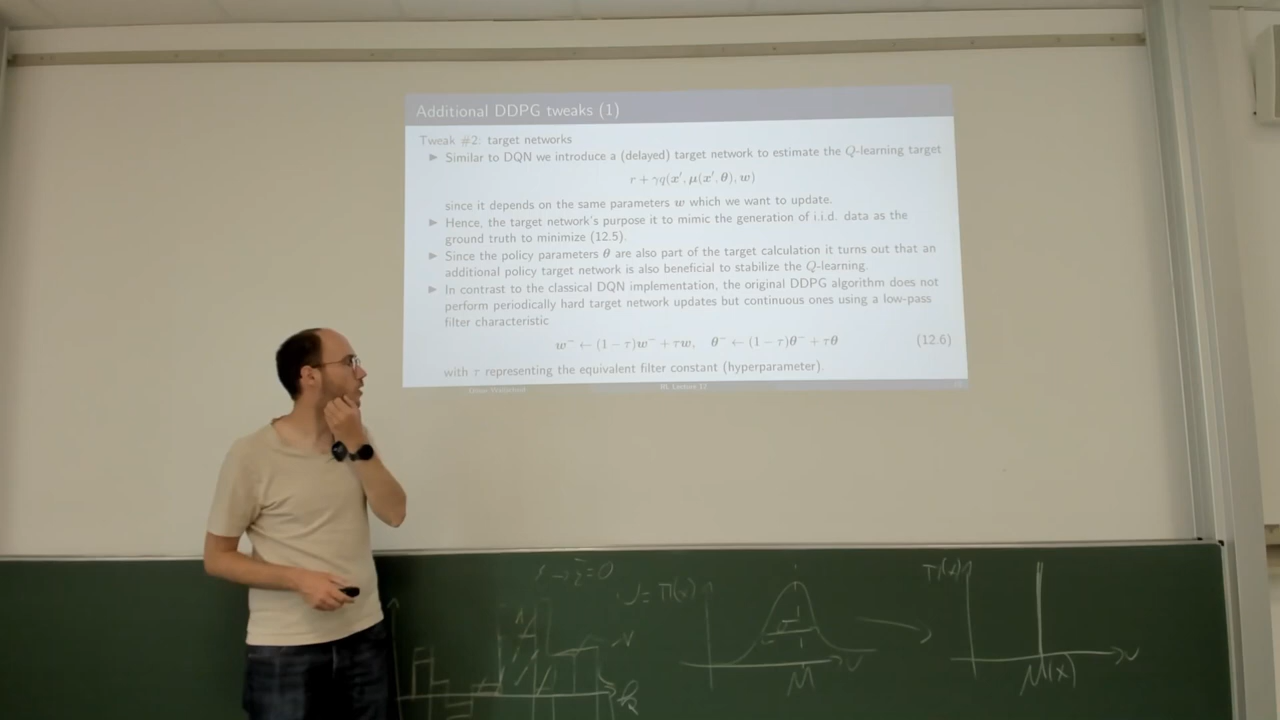 Additional DDPG tweaks (1)
Tweak #2: target networks
► Similar to DQN we introduce a (delayed) target network to estimate the Q-learning target
r + γq(x′, μ(x′, θ), w)
since it depends on the same parameters w which we want to update.
► Hence, the target network's purpose it to mimic the generation of i.i.d. data as the
ground truth to minimize (12.5).
► Since the policy parameters θ are also part of the target calculation it turns out that an
additional policy target network is also beneficial to stabilize the Q-learning.
► In contrast to the classical DQN implementation, the original DDPG algorithm does not
perform periodically hard target network updates but continuous ones using a low-pass
filter characteristic
w⁻ ← (1 − τ)w⁻ + τw, θ⁻ ← (1 − τ)θ⁻ + τθ (12.6)
with τ representing the equivalent filter constant (hyperparameter).
RL Lecture 12
Σ=0
U=Π(x)
σ
M
U
Π(x)
M(x)
U